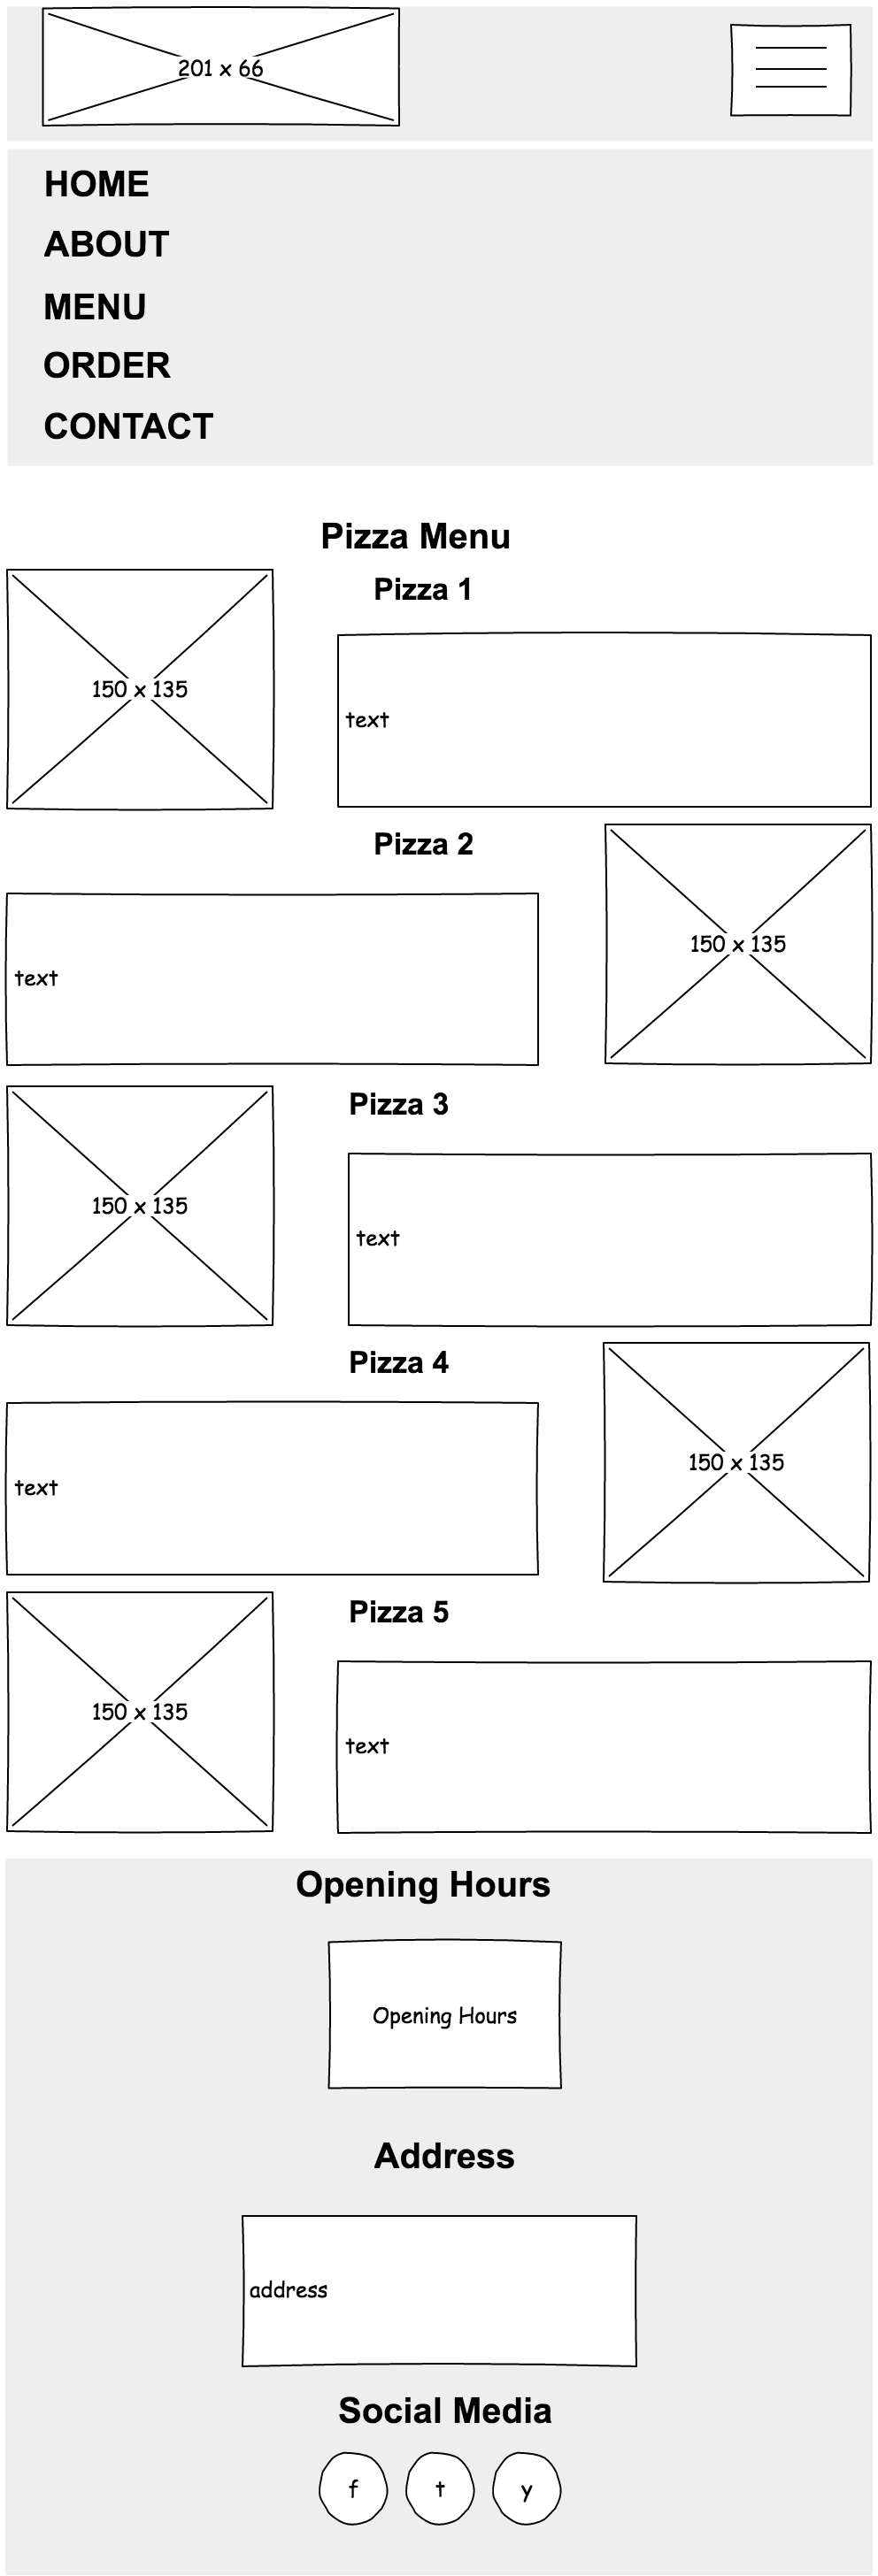 201 x 66
HOME
ABOUT
MENU
ORDER
CONTACT
Pizza Menu
Pizza 1
150 x 135
text
Pizza 2
150 x 135
text
Pizza 3
150 x 135
text
Pizza 4
150 x 135
text
Pizza 5
150 x 135
text
Opening Hours
Opening Hours
Address
address
Social Media
f t y